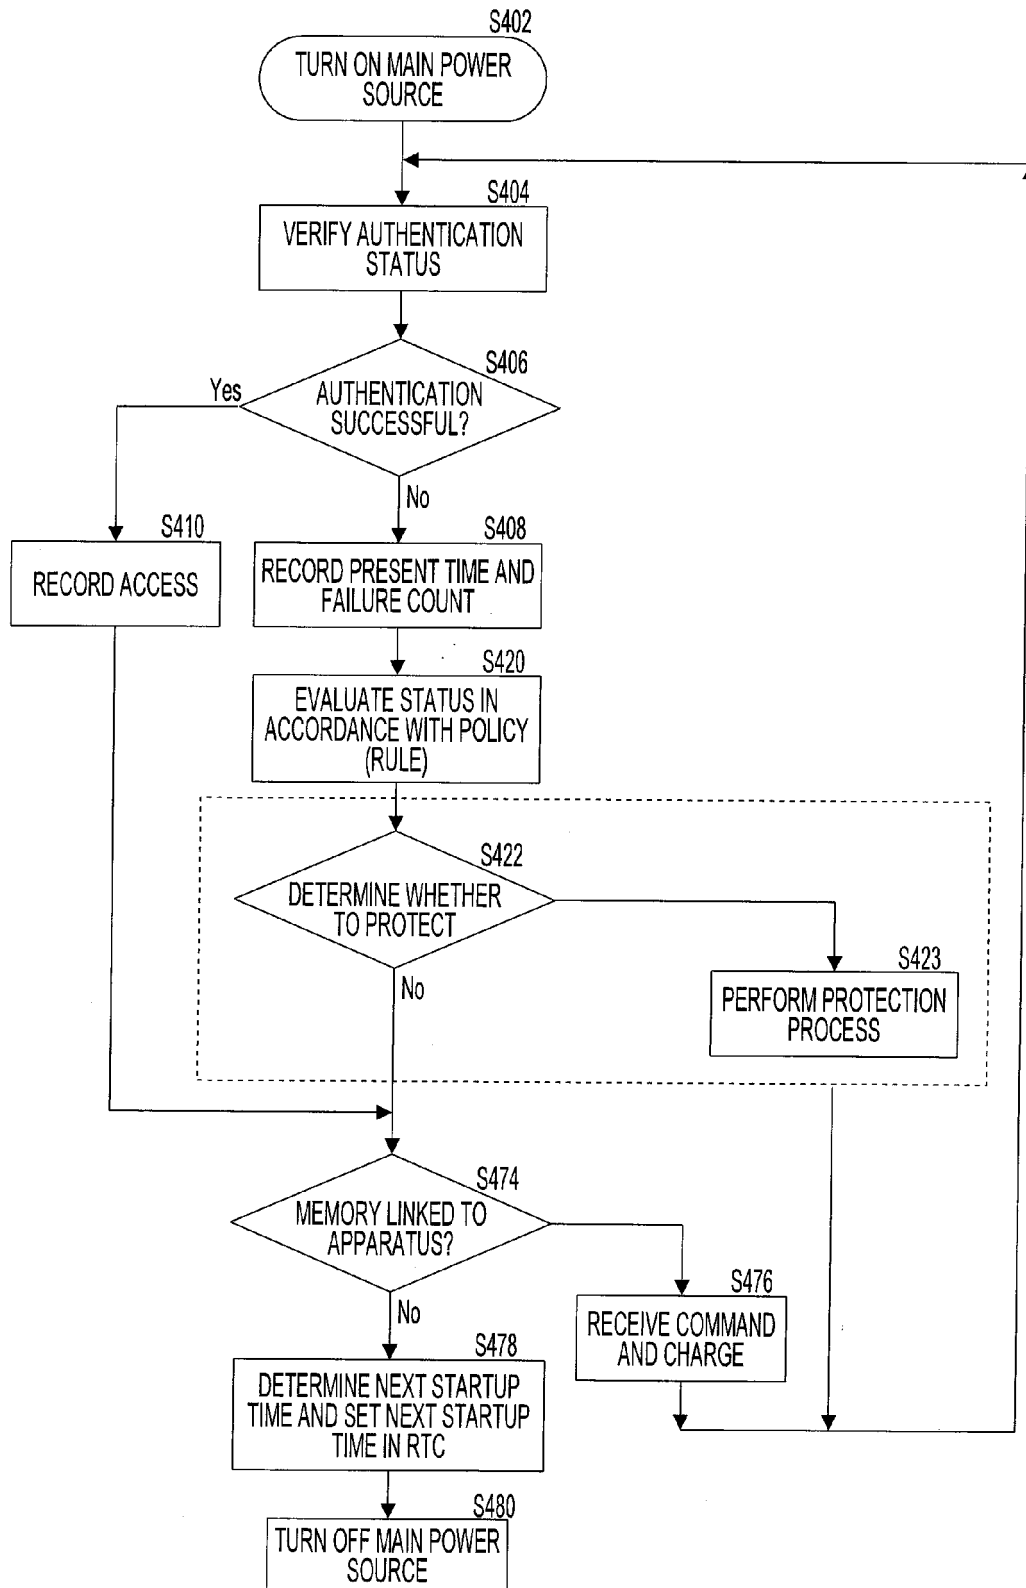 S402
TURN ON MAIN POWER
SOURCE
S404
VERIFY AUTHENTICATION
STATUS
S406
AUTHENTICATION
SUCCESSFUL?
Yes
No
S410
RECORD ACCESS
S408
RECORD PRESENT TIME AND
FAILURE COUNT
S420
EVALUATE STATUS IN
ACCORDANCE WITH POLICY
(RULE)
S422
DETERMINE WHETHER
TO PROTECT
No
S423
PERFORM PROTECTION
PROCESS
S474
MEMORY LINKED TO
APPARATUS?
No
S476
RECEIVE COMMAND
AND CHARGE
S478
DETERMINE NEXT STARTUP
TIME AND SET NEXT STARTUP
TIME IN RTC
S480
TURN OFF MAIN POWER
SOURCE